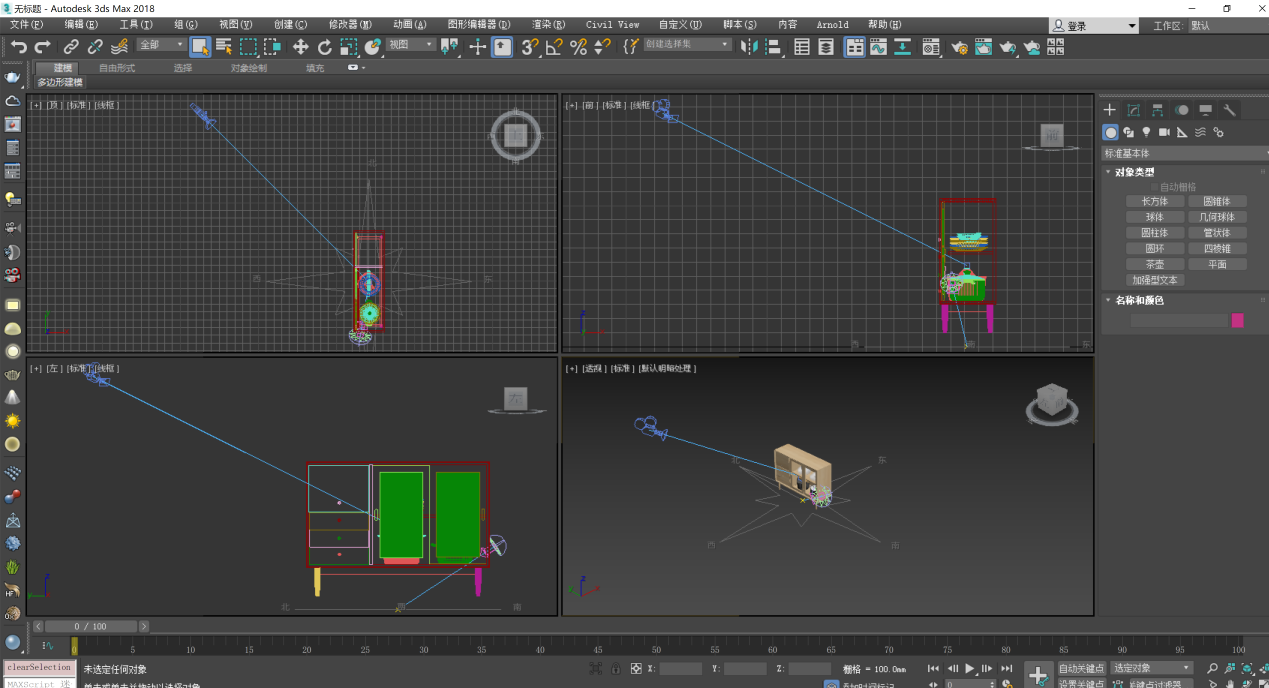 无标题 - Autodesk 3ds Max 2018
文件(F) 编辑(E) 工具(T) 组(G) 视图(V) 创建(C) 修改器(M) 动画(A) 图形编辑器(D) 渲染(R) Civil View 自定义(U) 脚本(S) 内容 Arnold 帮助(H) 登录 工作区: 默认
全部 视图 创建选择集
建模 自由形式 选择 对象绘制 填充
多边形建模
[+] [顶] [标准] [线框]
[+] [前] [标准] [线框]
标准基本体
对象类型
自动栅格
长方体 圆锥体
球体 几何球体
圆柱体 管状体
圆环 四棱锥
茶壶 平面
加强型文本
名称和颜色
北
西 东
西 南 东
[+] [左] [标准] [线框]
[+] [透视] [标准] [默认明暗处理]
左
北 东
西 南
北 西 南
0 / 100
0 5 10 15 20 25 30 35 40 45 50 55 60 65 70 75 80 85 90 95 100
clearSelection 未选定任何对象 X: Y: Z: 栅格 = 100.0mm 自动关键点 选定对象
MAXScript 迷 单击或单击并拖动以选择对象 添加时间标记 0 设置关键点 关键点过滤器...